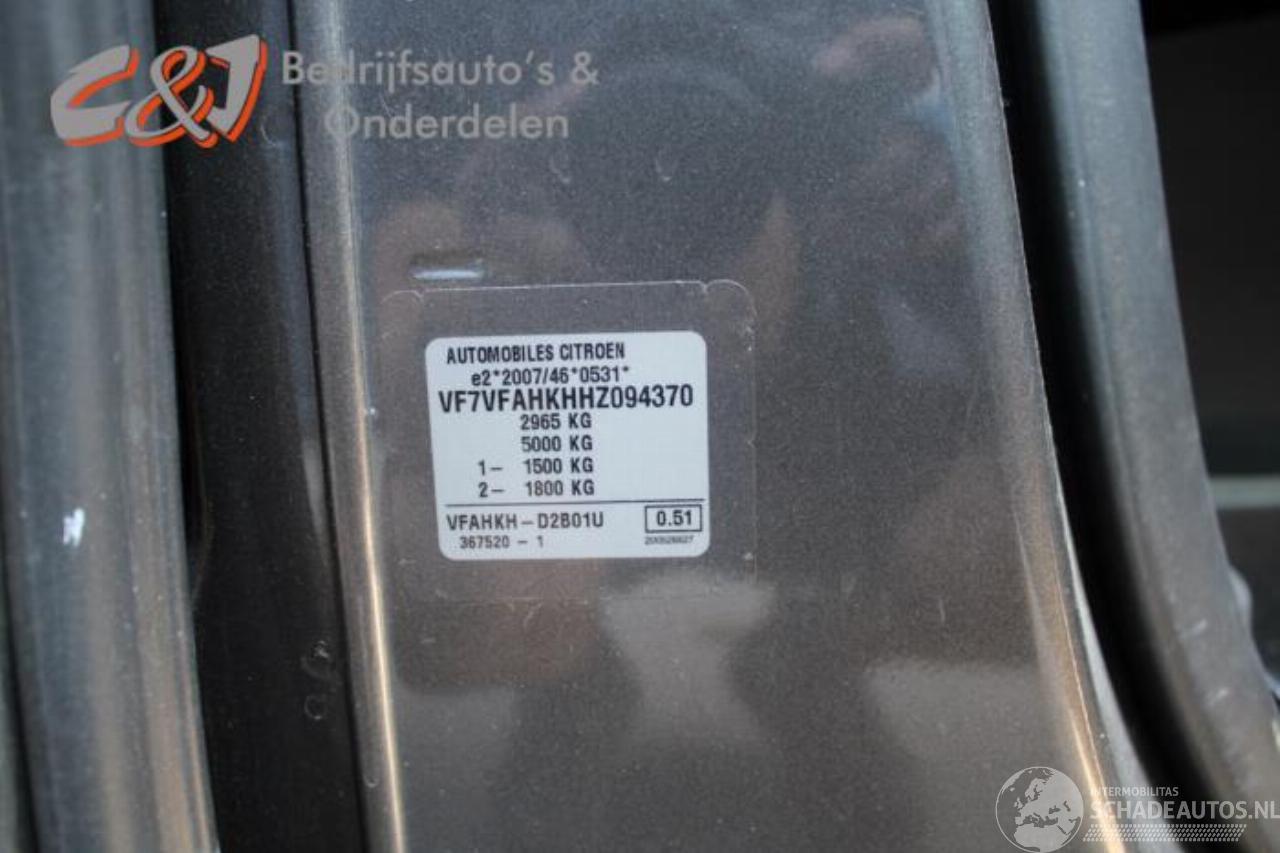 C&J Bedrijfsauto's &
Onderdelen
AUTOMOBILES CITROEN
e2*2007/46*0531*
VF7VFAHKHHZ094370
2965 KG
5000 KG
1– 1500 KG
2– 1800 KG
VFAHKH–D2B01U 0.51
367520 – 1
INTERMOBILITAS
SCHADEAUTOS.NL